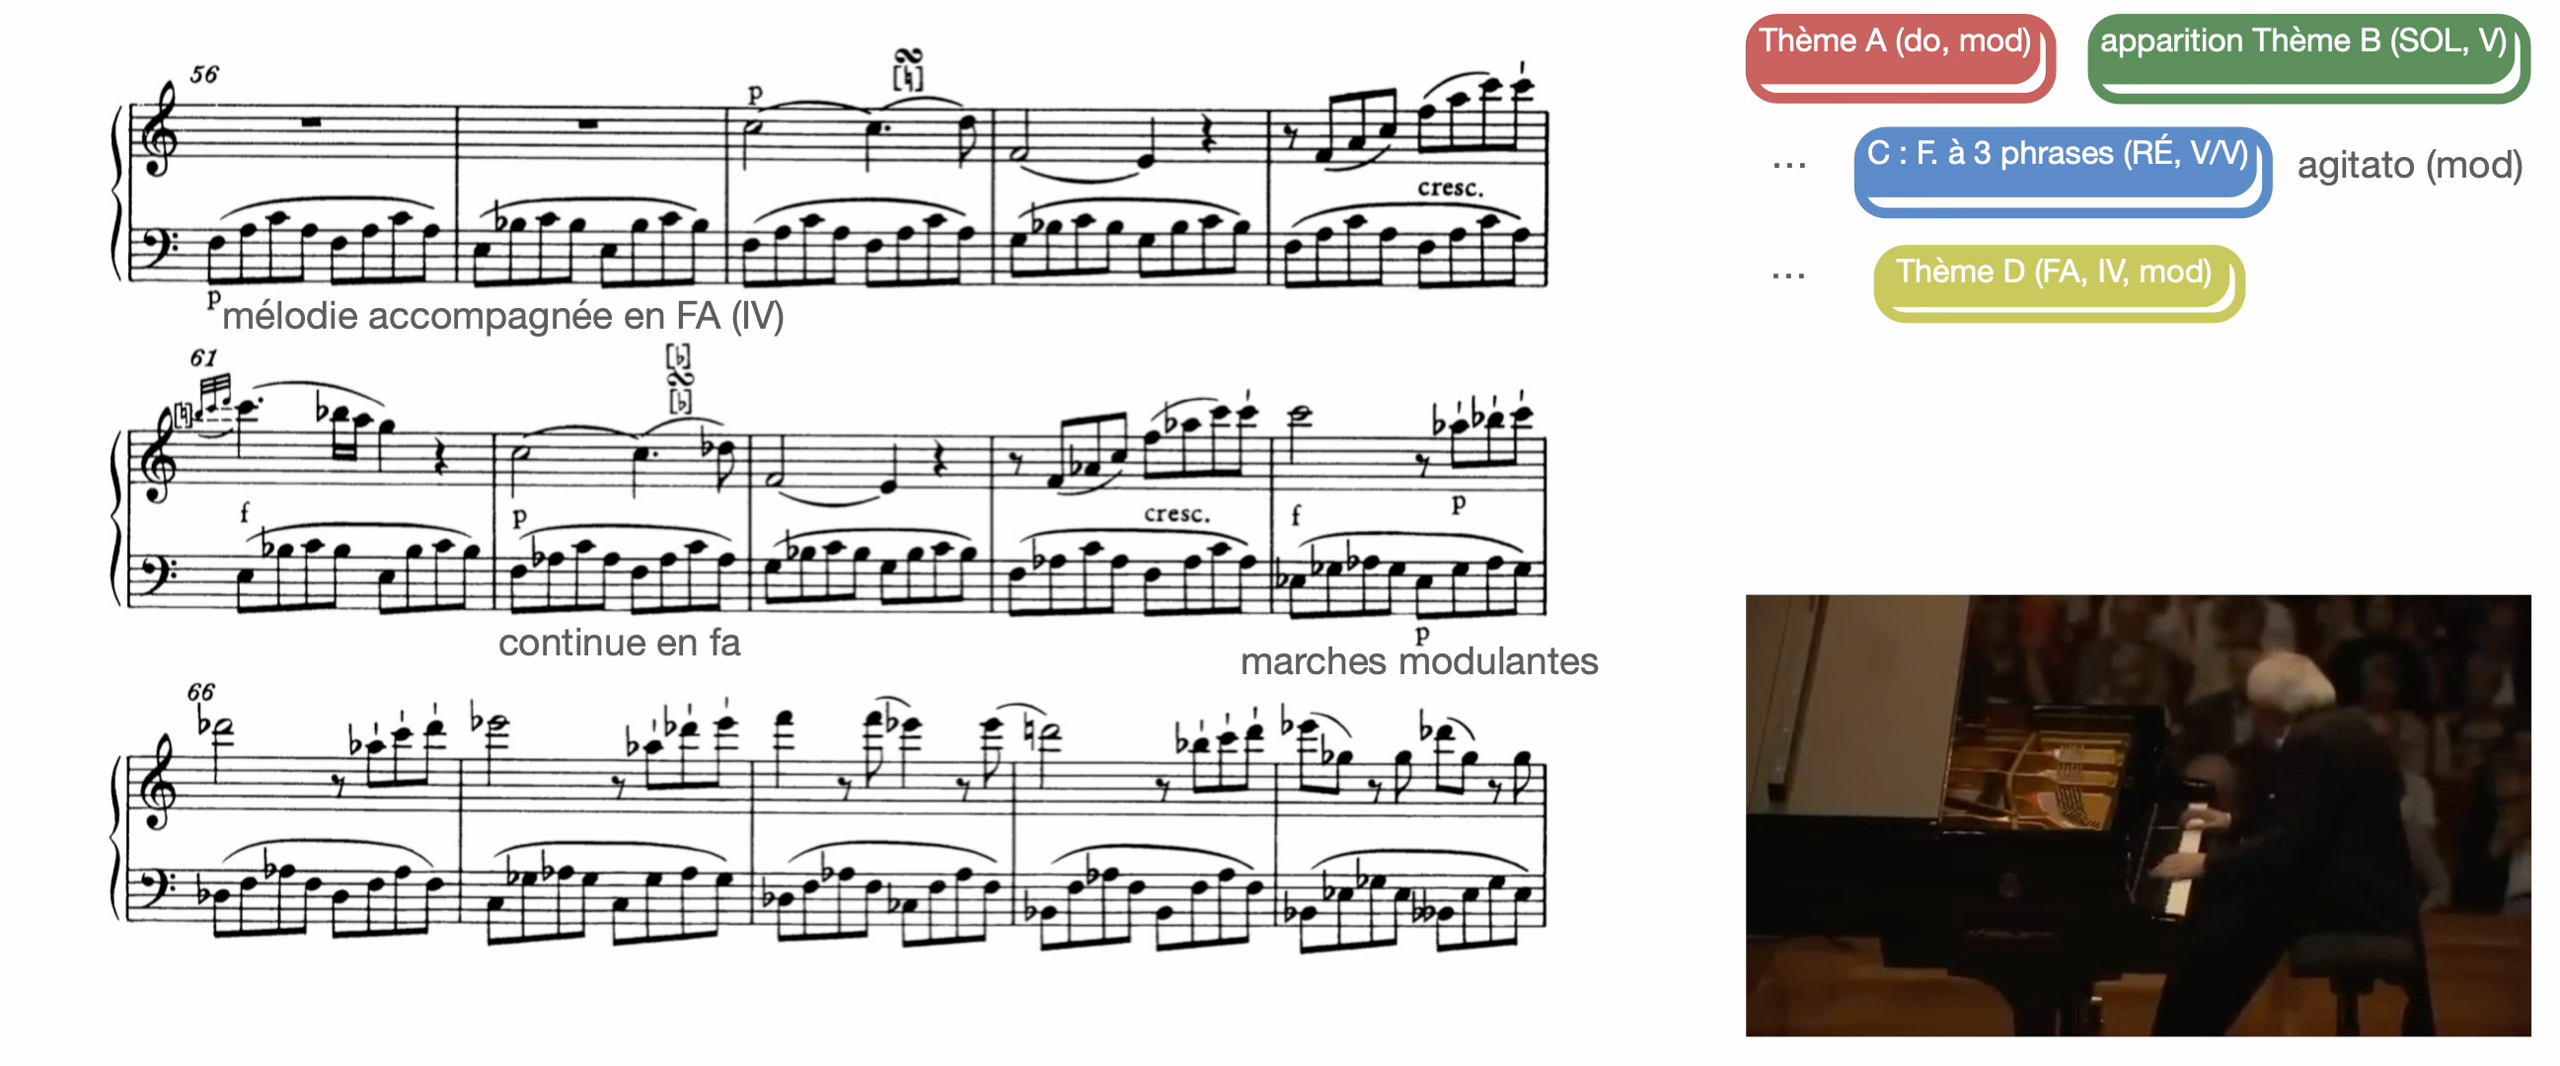 Thème A (do, mod)
apparition Thème B (SOL, V)
...
C : F. à 3 phrases (RÉ, V/V)
agitato (mod)
...
Thème D (FA, IV, mod)
56
p
cresc.
p
mélodie accompagnée en FA (IV)
61
f
p
cresc.
f
p
p
continue en fa
marches modulantes
66